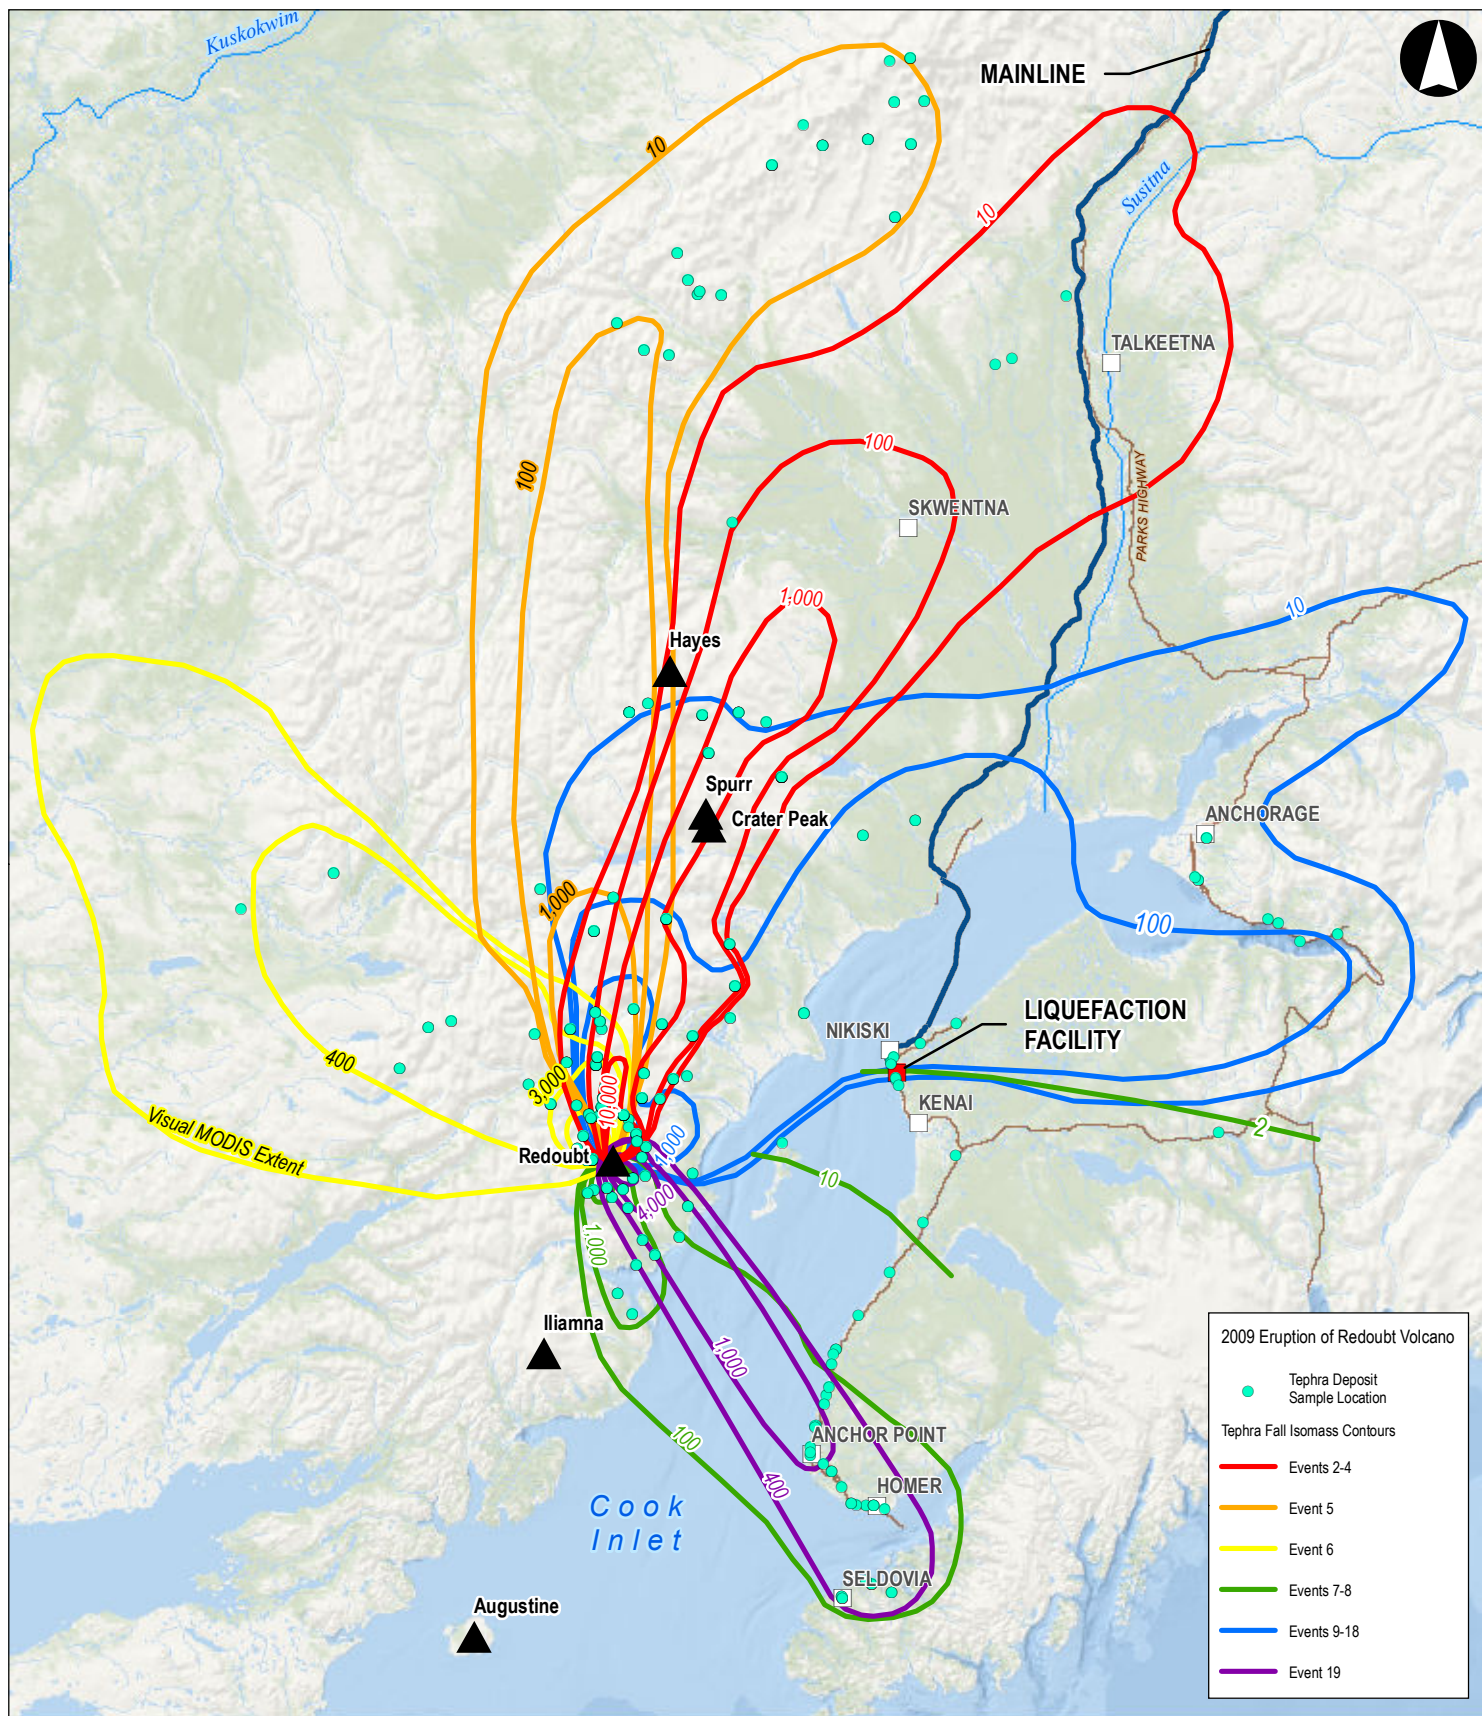 Kuskokwim
MAINLINE
10
Susitna
10
TALKEETNA
100
100
PARKS HIGHWAY
SKWENTNA
1,000
10
Hayes
Spurr
Crater Peak
ANCHORAGE
1,000
100
LIQUEFACTION
FACILITY
NIKISKI
400
3,000
10,000
KENAI
Visual MODIS Extent
2
Redoubt
1,000
10
4,000
1,000
Iliamna
1,000
100
ANCHOR POINT
400
HOMER
Cook
Inlet
SELDOVIA
Augustine
2009 Eruption of Redoubt Volcano
Tephra Deposit
Sample Location
Tephra Fall Isomass Contours
Events 2-4
Event 5
Event 6
Events 7-8
Events 9-18
Event 19